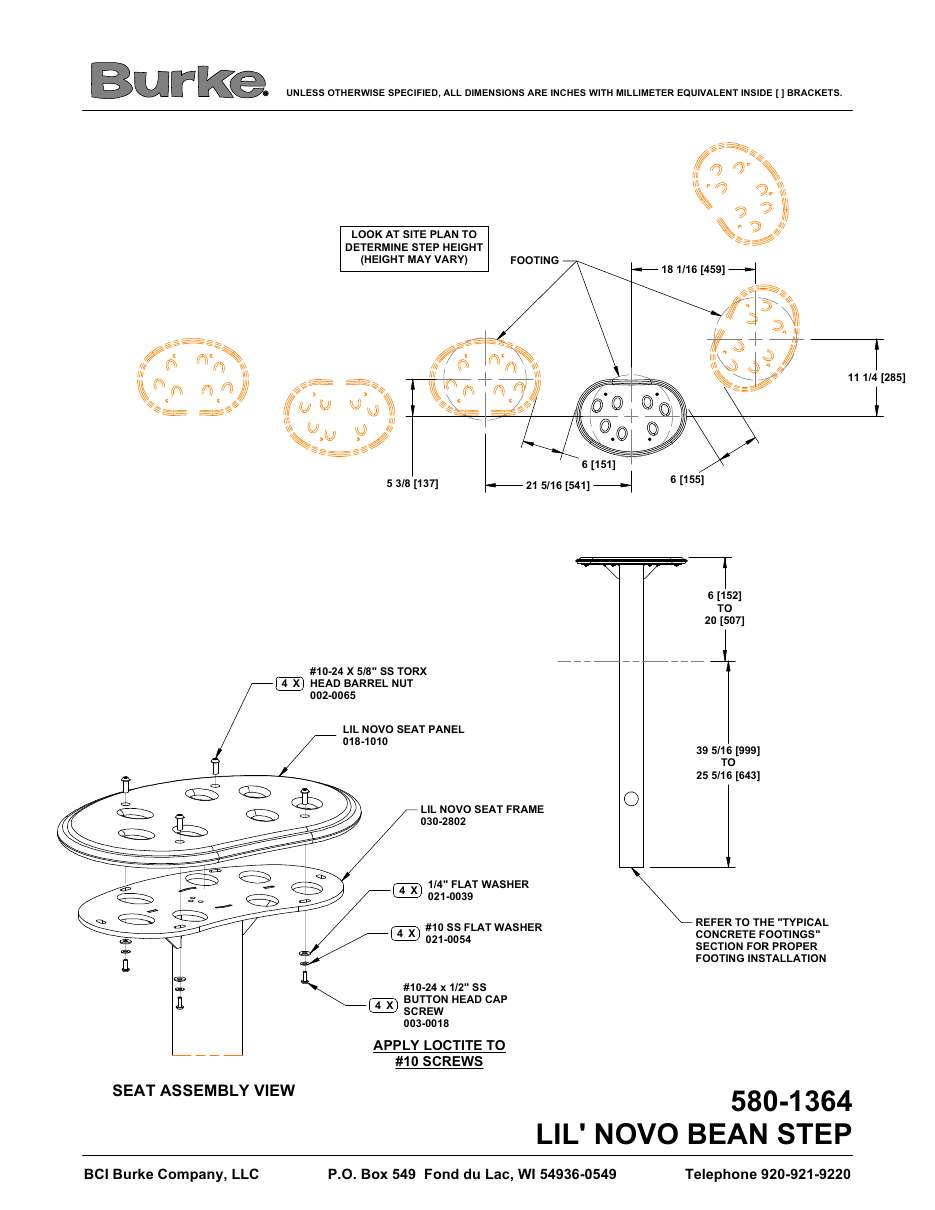 Burke
UNLESS OTHERWISE SPECIFIED, ALL DIMENSIONS ARE INCHES WITH MILLIMETER EQUIVALENT INSIDE [ ] BRACKETS.
LOOK AT SITE PLAN TO
DETERMINE STEP HEIGHT
(HEIGHT MAY VARY)
FOOTING
18 1/16 [459]
11 1/4 [285]
6 [151]
6 [155]
5 3/8 [137]
21 5/16 [541]
6 [152]
TO
20 [507]
39 5/16 [999]
TO
25 5/16 [643]
REFER TO THE "TYPICAL
CONCRETE FOOTINGS"
SECTION FOR PROPER
FOOTING INSTALLATION
4 X
#10-24 X 5/8" SS TORX
HEAD BARREL NUT
002-0065
LIL NOVO SEAT PANEL
018-1010
LIL NOVO SEAT FRAME
030-2802
4 X
1/4" FLAT WASHER
021-0039
4 X
#10 SS FLAT WASHER
021-0054
4 X
#10-24 x 1/2" SS
BUTTON HEAD CAP
SCREW
003-0018
APPLY LOCTITE TO
#10 SCREWS
SEAT ASSEMBLY VIEW
580-1364
LIL' NOVO BEAN STEP
BCI Burke Company, LLC P.O. Box 549 Fond du Lac, WI 54936-0549 Telephone 920-921-9220